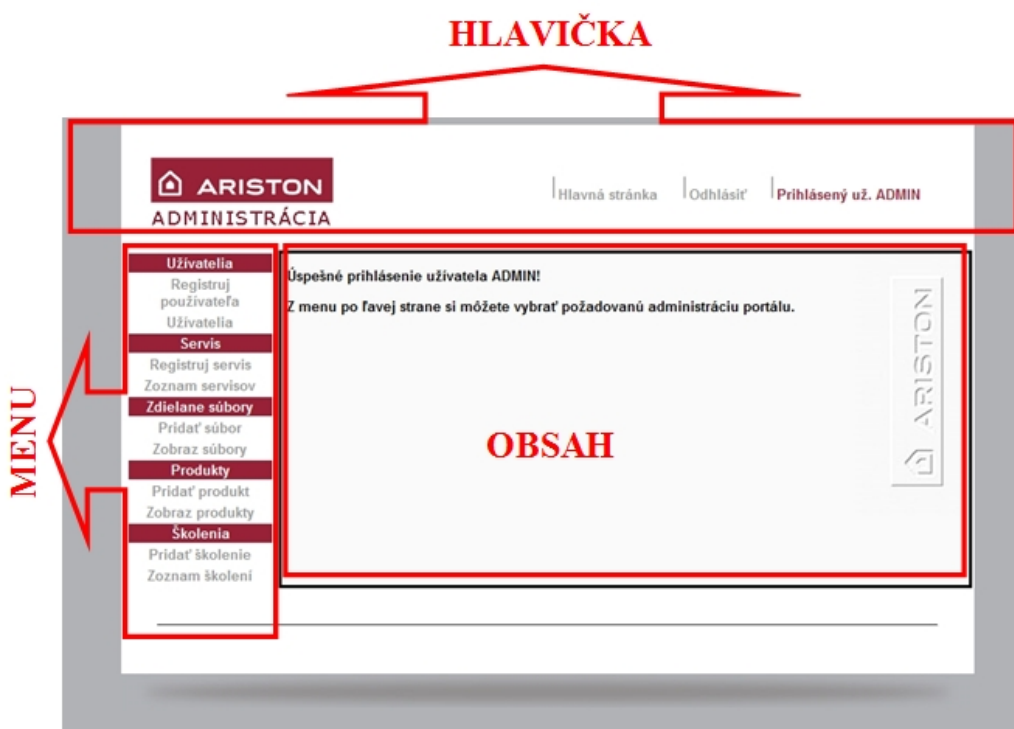 HLAVIČKA
ARISTON
ADMINISTRÁCIA
Hlavná stránka
Odhlásiť
Prihlásený už. ADMIN
MENU
Užívatelia
Registruj
používateľa
Užívatelia
Servis
Registruj servis
Zoznam servisov
Zdielane súbory
Pridať súbor
Zobraz súbory
Produkty
Pridať produkt
Zobraz produkty
Školenia
Pridať školenie
Zoznam školení
Úspešné prihlásenie užívatela ADMIN!
Z menu po ľavej strane si môžete vybrať požadovanú administráciu portálu.
OBSAH
ARISTON